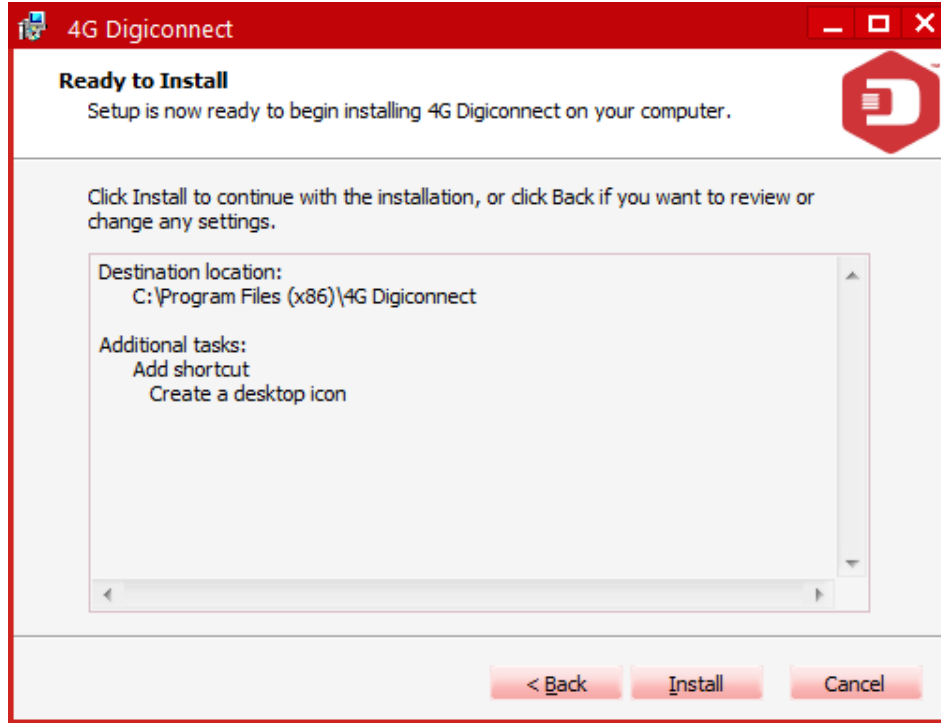 4G Digiconnect
Ready to Install
Setup is now ready to begin installing 4G Digiconnect on your computer.
Click Install to continue with the installation, or click Back if you want to review or
change any settings.
Destination location:
C:\Program Files (x86)\4G Digiconnect
Additional tasks:
Add shortcut
Create a desktop icon
< Back
Install
Cancel